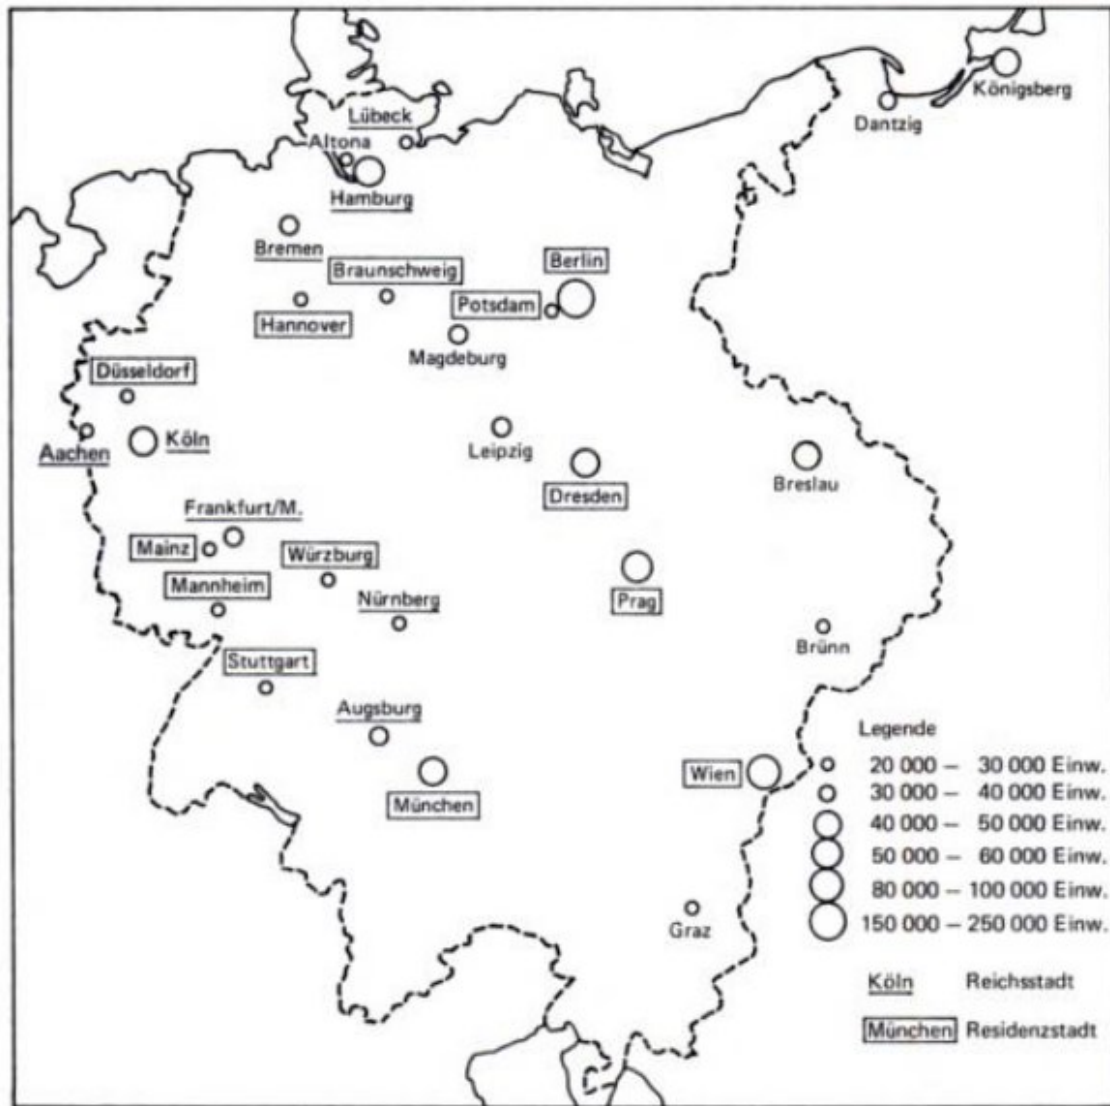 Königsberg
Dantzig
Lübeck
Altona
Hamburg
Bremen
Braunschweig
Berlin
Potsdam
Hannover
Magdeburg
Düsseldorf
Köln
Aachen
Leipzig
Dresden
Breslau
Frankfurt/M.
Mainz
Würzburg
Mannheim
Nürnberg
Prag
Brünn
Stuttgart
Augsburg
München
Wien
Graz
Legende
20 000 – 30 000 Einw.
30 000 – 40 000 Einw.
40 000 – 50 000 Einw.
50 000 – 60 000 Einw.
80 000 – 100 000 Einw.
150 000 – 250 000 Einw.
Köln Reichsstadt
München Residenzstadt